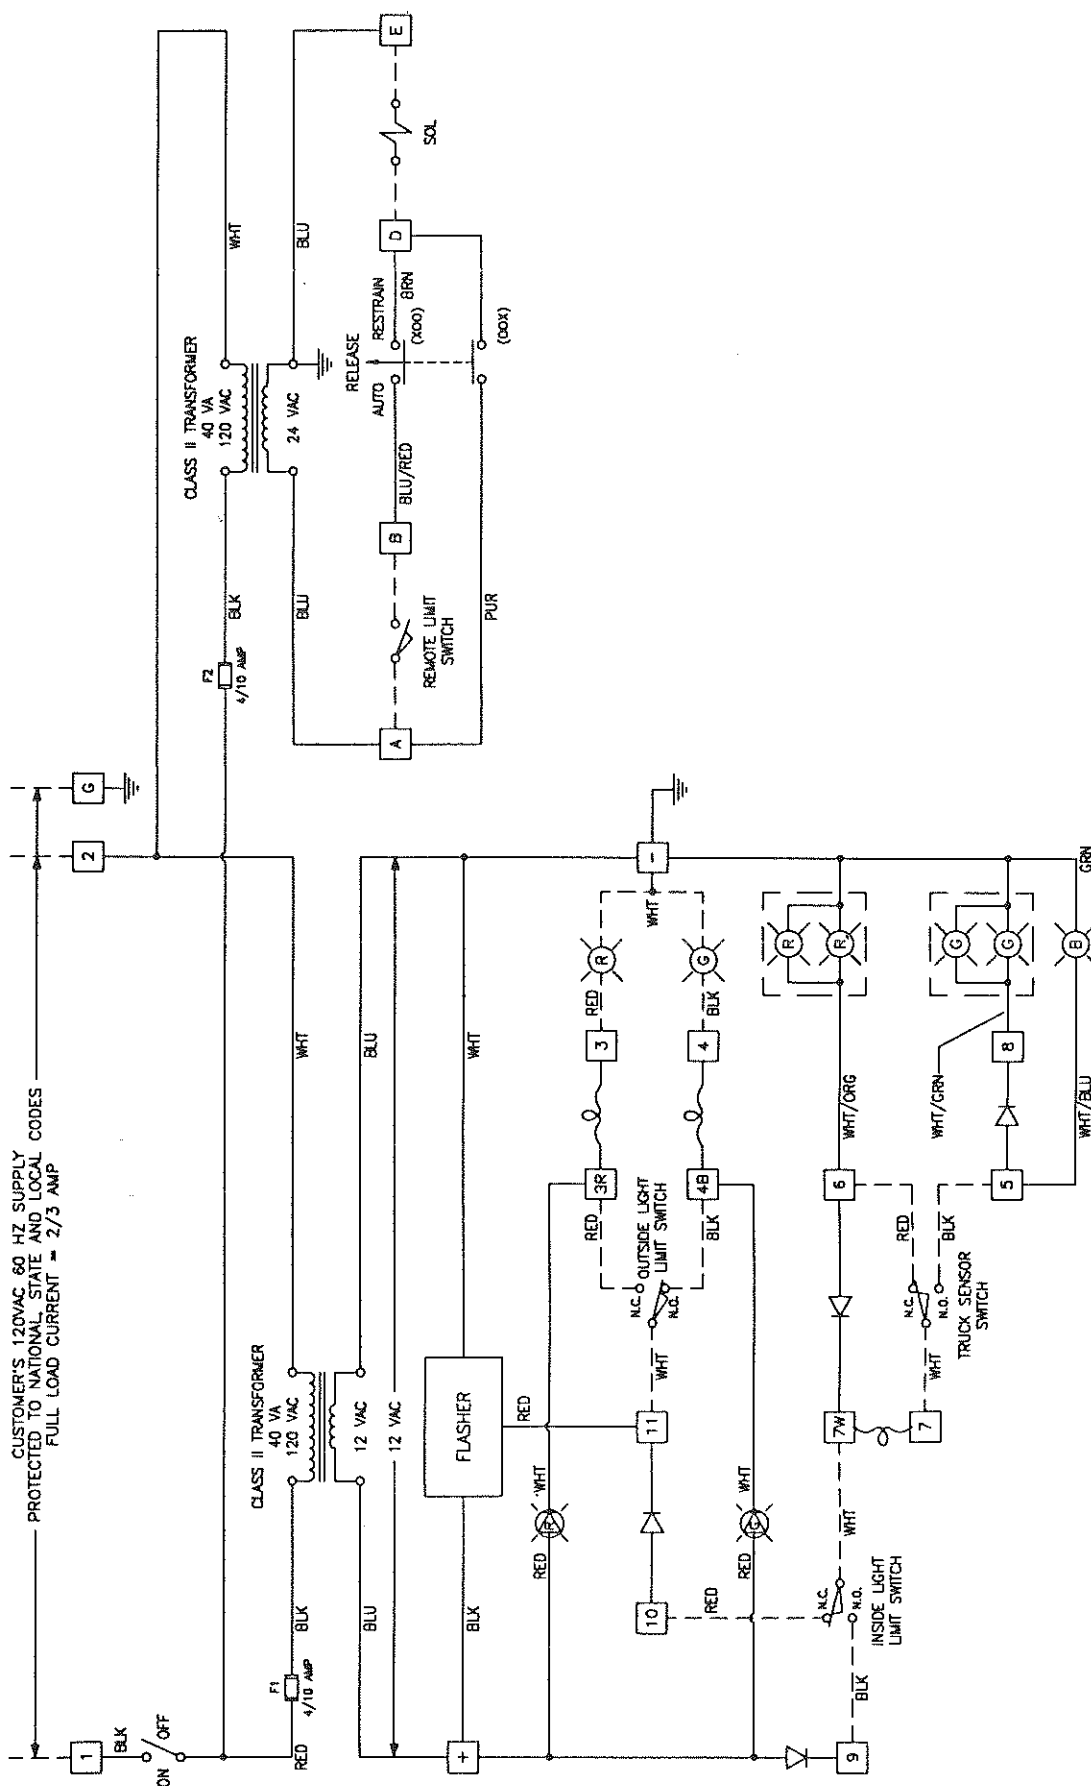 CUSTOMER'S 120VAC 60 HZ SUPPLY
PROTECTED TO NATIONAL, STATE AND LOCAL CODES
FULL LOAD CURRENT = 2/3 AMP
1
2
G
BLK
ON
OFF
RED
F1
4/10 AMP
BLK
CLASS II TRANSFORMER
40 VA
120 VAC
12 VAC
WHT
BLU
BLU
12 VAC
F2
4/10 AMP
BLK
CLASS II TRANSFORMER
40 VA
120 VAC
24 VAC
WHT
BLU
BLU
A
REMOTE LIMIT
SWITCH
B
BLU/RED
AUTO
RELEASE
RESTRAIN
(XOO)
BRN
D
SOL
E
PUR
(OOX)
+
BLK
FLASHER
WHT
RED
-
RED
R
WHT
3R
3
RED
R
WHT
RED
10
11
WHT
N.C.
N.O.
OUTSIDE LIGHT
LIMIT SWITCH
BLK
4B
4
BLK
G
RED
G
WHT
RED
9
BLK
N.C.
N.O.
INSIDE LIGHT
LIMIT SWITCH
WHT
7W
7
WHT
N.C.
N.O.
TRUCK SENSOR
SWITCH
RED
BLK
6
WHT/ORG
R
R
5
8
WHT/GRN
G
G
WHT/BLU
B
GRN